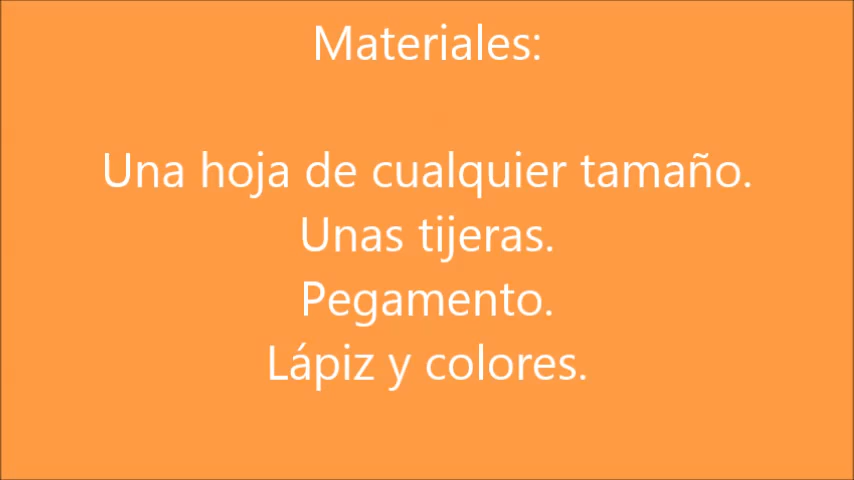 Materiales:
Una hoja de cualquier tamaño.
Unas tijeras.
Pegamento.
Lápiz y colores.